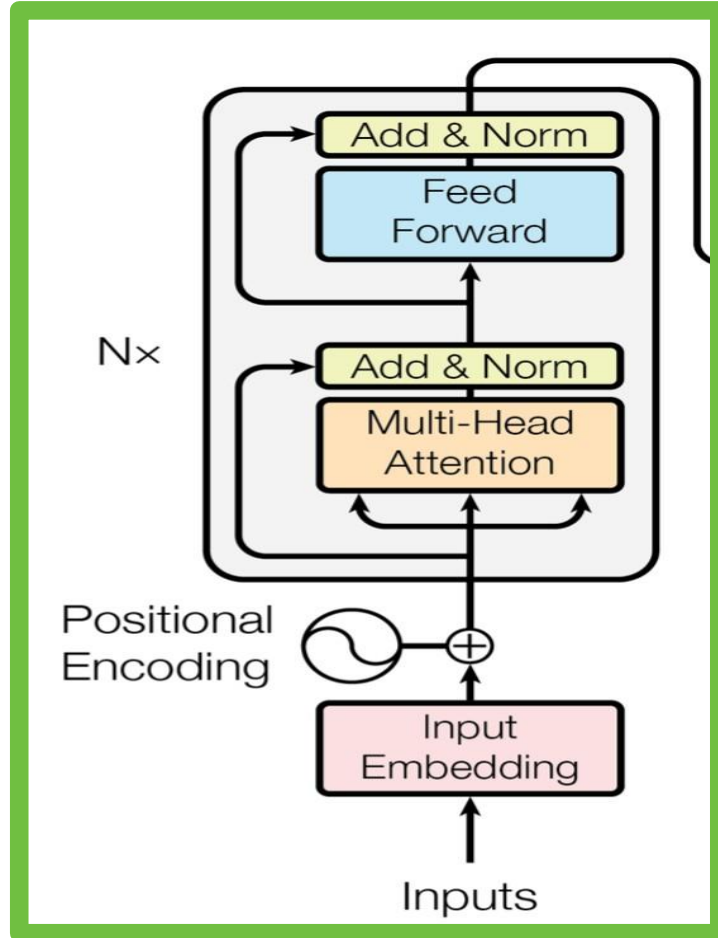 Add & Norm
Feed
Forward
Nx
Add & Norm
Multi-Head
Attention
Positional
Encoding
Input
Embedding
Inputs